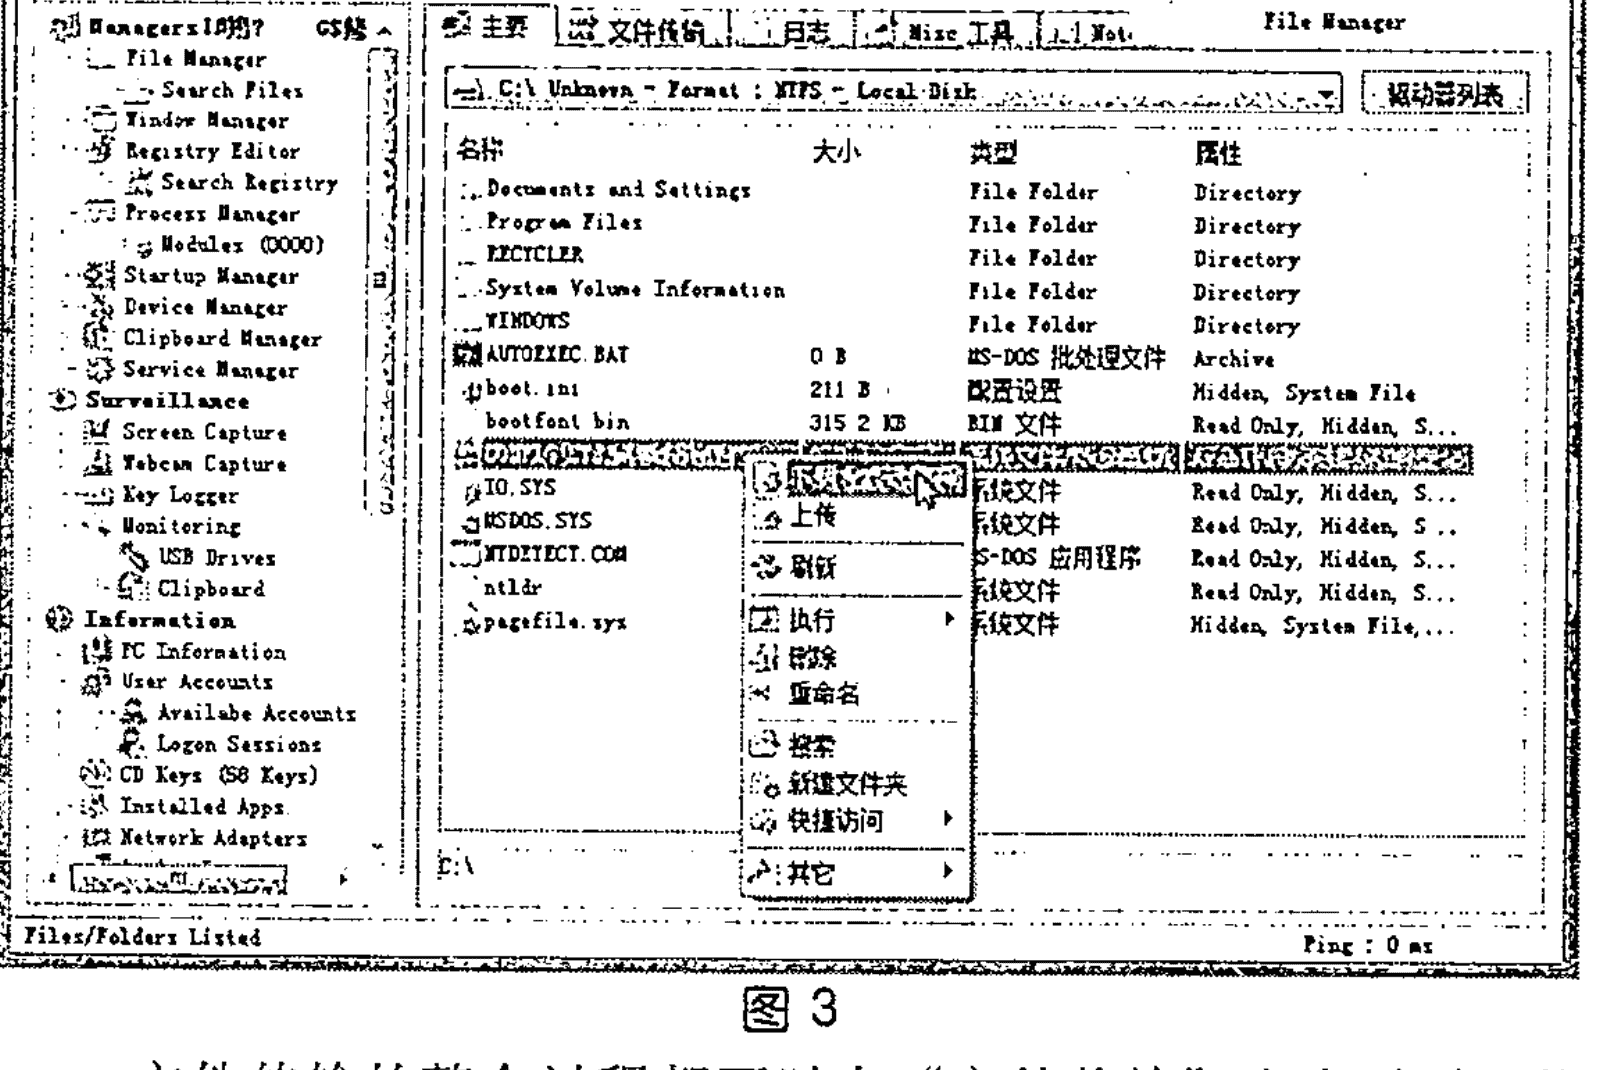 Managers
File Manager
Search Files
Window Manager
Registry Editor
Search Registry
Process Manager
Modules (0000)
Startup Manager
Device Manager
Clipboard Manager
Service Manager
Surveillance
Screen Capture
Webcam Capture
Key Logger
Monitoring
USB Drives
Clipboard
Information
PC Information
User Accounts
Availabe Accounts
Logon Sessions
CD Keys
Installed Apps
Network Adapters
主要 文件传输 日志 Misc 工具
File Manager
C:\ Unknown - Format : NTFS - Local Disk 驱动器列表
名称 大小 类型 属性
Documents and Settings File Folder Directory
Program Files File Folder Directory
RECYCLER File Folder Directory
System Volume Information File Folder Directory
WINDOWS File Folder Directory
AUTOEXEC.BAT 0 B MS-DOS 批处理文件 Archive
boot.ini 211 B 配置设置 Hidden, System File
bootfont.bin 315.2 KB BIN 文件 Read Only, Hidden, S...
IO.SYS 系统文件 Read Only, Hidden, S...
MSDOS.SYS 系统文件 Read Only, Hidden, S...
NTDETECT.COM S-DOS 应用程序 Read Only, Hidden, S...
ntldr 系统文件 Read Only, Hidden, S...
pagefile.sys 系统文件 Hidden, System File,...
上传
刷新
执行
删除
重命名
搜索
新建文件夹
快捷访问
其它
C:\
Files/Folders Listed
Ping : 0 ms
图 3